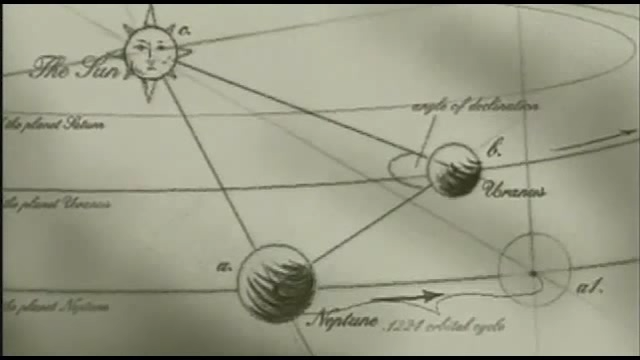 c.
The Sun
angle of declination
the planet Saturn
b.
Uranus
the planet Uranus
a.
a1.
the planet Neptune
Neptune
.1224 orbital cycle